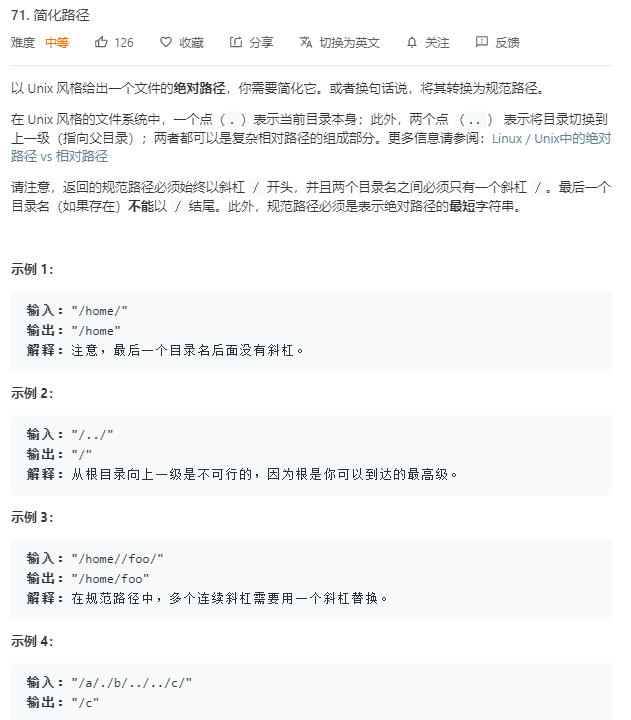 71. 简化路径
难度 中等 126 收藏 分享 切换为英文 关注 反馈
以 Unix 风格给出一个文件的绝对路径，你需要简化它。或者换句话说，将其转换为规范路径。
在 Unix 风格的文件系统中，一个点（.）表示当前目录本身；此外，两个点 （..） 表示将目录切换到
上一级（指向父目录）；两者都可以是复杂相对路径的组成部分。更多信息请参阅：Linux / Unix中的绝对
路径 vs 相对路径
请注意，返回的规范路径必须始终以斜杠 / 开头，并且两个目录名之间必须只有一个斜杠 /。最后一个
目录名（如果存在）不能以 / 结尾。此外，规范路径必须是表示绝对路径的最短字符串。
示例 1：
输入："/home/"
输出："/home"
解释：注意，最后一个目录名后面没有斜杠。
示例 2：
输入："/../"
输出："/"
解释：从根目录向上一级是不可行的，因为根是你可以到达的最高级。
示例 3：
输入："/home//foo/"
输出："/home/foo"
解释：在规范路径中，多个连续斜杠需要用一个斜杠替换。
示例 4：
输入："/a/./b/../../c/"
输出："/c"